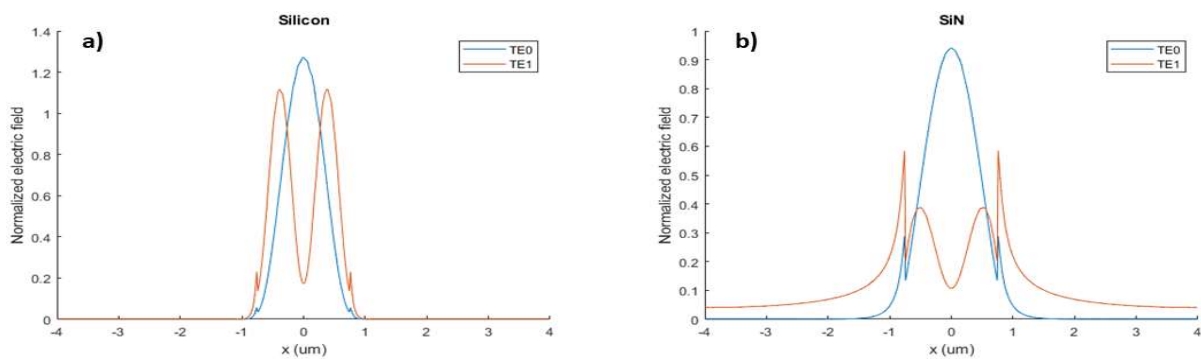 Silicon
a)
TE0
TE1
Normalized electric field
1.4
1.2
1
0.8
0.6
0.4
0.2
0
-4 -3 -2 -1 0 1 2 3 4
x (um)
SiN
b)
TE0
TE1
Normalized electric field
1
0.9
0.8
0.7
0.6
0.5
0.4
0.3
0.2
0.1
0
-4 -3 -2 -1 0 1 2 3 4
x (um)